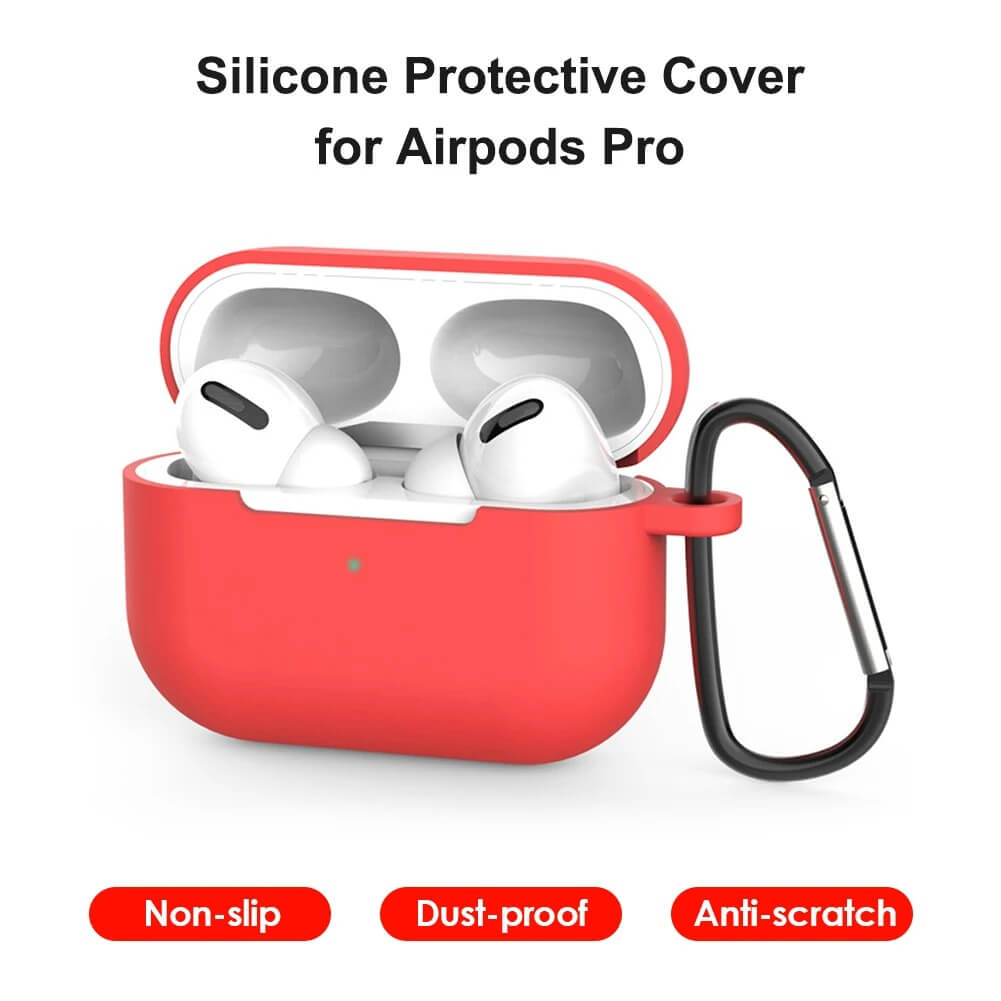 Silicone Protective Cover
for Airpods Pro
Non-slip
Dust-proof
Anti-scratch